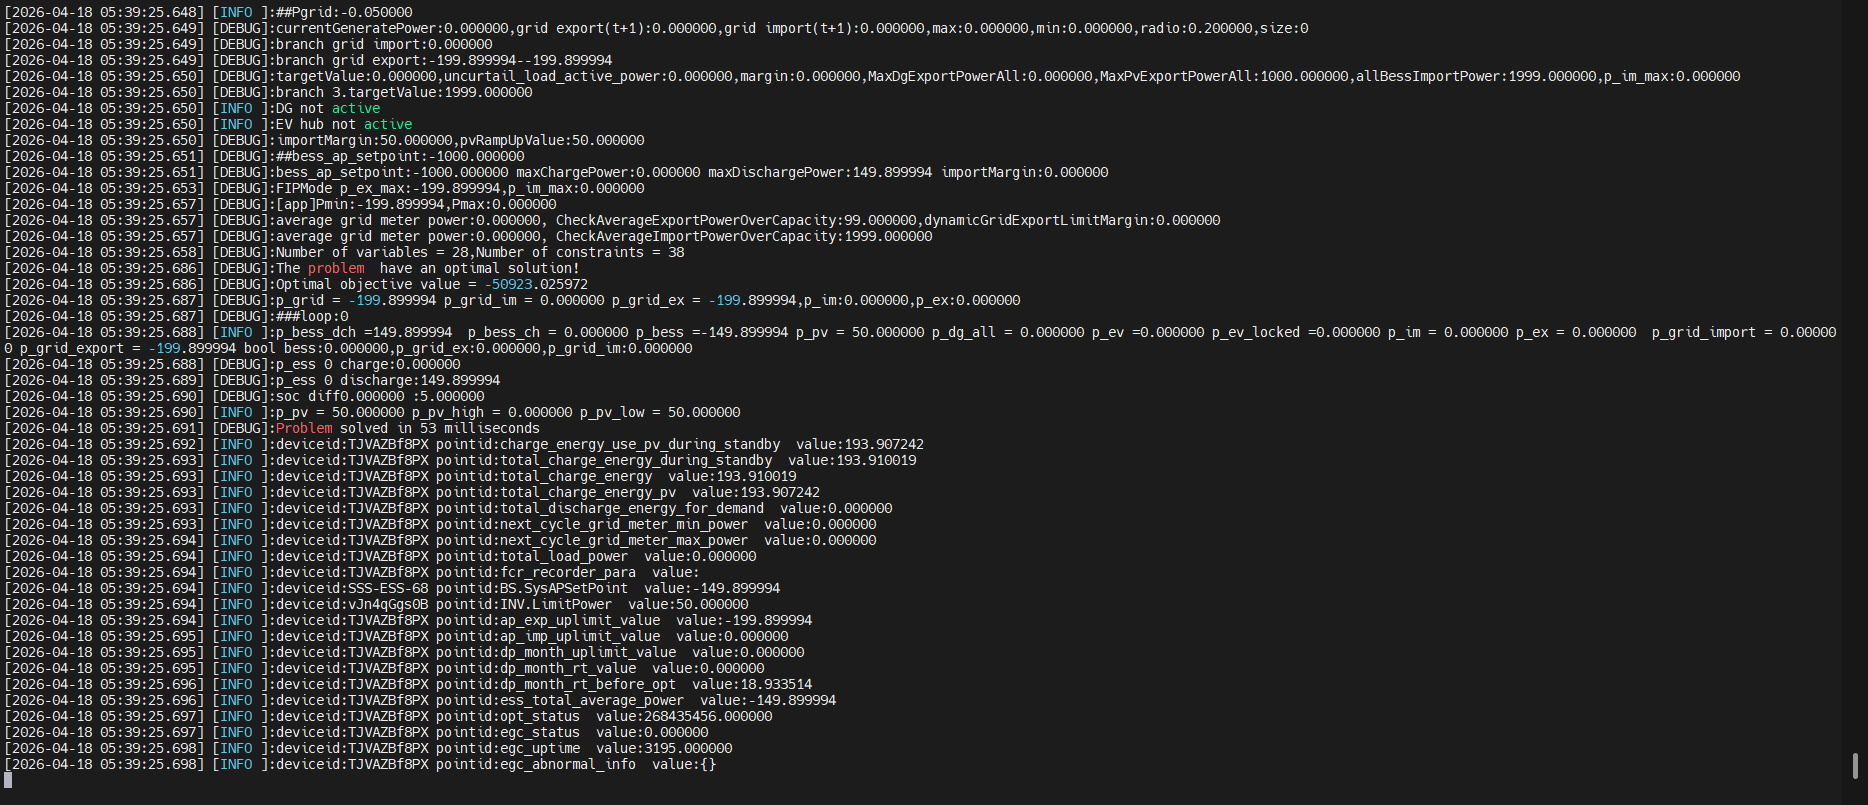 [2026-04-18 05:39:25.648] [INFO ]:##Pgrid:-0.050000
[2026-04-18 05:39:25.649] [DEBUG]:currentGeneratePower:0.000000,grid export(t+1):0.000000,grid import(t+1):0.000000,max:0.000000,min:0.000000,radio:0.200000,size:0
[2026-04-18 05:39:25.649] [DEBUG]:branch grid import:0.000000
[2026-04-18 05:39:25.649] [DEBUG]:branch grid export:-199.899994--199.899994
[2026-04-18 05:39:25.650] [DEBUG]:targetValue:0.000000,uncurtail_load_active_power:0.000000,margin:0.000000,MaxDgExportPowerAll:0.000000,MaxPvExportPowerAll:1000.000000,allBessImportPower:1999.000000,p_im_max:0.000000
[2026-04-18 05:39:25.650] [DEBUG]:branch 3.targetValue:1999.000000
[2026-04-18 05:39:25.650] [INFO ]:DG not active
[2026-04-18 05:39:25.650] [INFO ]:EV hub not active
[2026-04-18 05:39:25.650] [DEBUG]:importMargin:50.000000,pvRampUpValue:50.000000
[2026-04-18 05:39:25.651] [DEBUG]:##bess_ap_setpoint:-1000.000000
[2026-04-18 05:39:25.651] [DEBUG]:bess_ap_setpoint:-1000.000000 maxChargePower:0.000000 maxDischargePower:149.899994 importMargin:0.000000
[2026-04-18 05:39:25.653] [DEBUG]:FIPMode p_ex_max:-199.899994,p_im_max:0.000000
[2026-04-18 05:39:25.657] [DEBUG]:[app]Pmin:-199.899994,Pmax:0.000000
[2026-04-18 05:39:25.657] [DEBUG]:average grid meter power:0.000000, CheckAverageExportPowerOverCapacity:99.000000,dynamicGridExportLimitMargin:0.000000
[2026-04-18 05:39:25.657] [DEBUG]:average grid meter power:0.000000, CheckAverageImportPowerOverCapacity:1999.000000
[2026-04-18 05:39:25.658] [DEBUG]:Number of variables = 28,Number of constraints = 38
[2026-04-18 05:39:25.686] [DEBUG]:The problem  have an optimal solution!
[2026-04-18 05:39:25.686] [DEBUG]:Optimal objective value = -50923.025972
[2026-04-18 05:39:25.687] [DEBUG]:p_grid = -199.899994 p_grid_im = 0.000000 p_grid_ex = -199.899994,p_im:0.000000,p_ex:0.000000
[2026-04-18 05:39:25.687] [DEBUG]:###loop:0
[2026-04-18 05:39:25.688] [INFO ]:p_bess_dch =149.899994  p_bess_ch = 0.000000 p_bess =-149.899994 p_pv = 50.000000 p_dg_all = 0.000000 p_ev =0.000000 p_ev_locked =0.000000 p_im = 0.000000 p_ex = 0.000000  p_grid_import = 0.00000
0 p_grid_export = -199.899994 bool bess:0.000000,p_grid_ex:0.000000,p_grid_im:0.000000
[2026-04-18 05:39:25.688] [DEBUG]:p_ess 0 charge:0.000000
[2026-04-18 05:39:25.689] [DEBUG]:p_ess 0 discharge:149.899994
[2026-04-18 05:39:25.690] [DEBUG]:soc diff0.000000 :5.000000
[2026-04-18 05:39:25.690] [INFO ]:p_pv = 50.000000 p_pv_high = 0.000000 p_pv_low = 50.000000
[2026-04-18 05:39:25.691] [DEBUG]:Problem solved in 53 milliseconds
[2026-04-18 05:39:25.692] [INFO ]:deviceid:TJVAZBf8PX pointid:charge_energy_use_pv_during_standby  value:193.907242
[2026-04-18 05:39:25.693] [INFO ]:deviceid:TJVAZBf8PX pointid:total_charge_energy_during_standby  value:193.910019
[2026-04-18 05:39:25.693] [INFO ]:deviceid:TJVAZBf8PX pointid:total_charge_energy  value:193.910019
[2026-04-18 05:39:25.693] [INFO ]:deviceid:TJVAZBf8PX pointid:total_charge_energy_pv  value:193.907242
[2026-04-18 05:39:25.693] [INFO ]:deviceid:TJVAZBf8PX pointid:total_discharge_energy_for_demand  value:0.000000
[2026-04-18 05:39:25.693] [INFO ]:deviceid:TJVAZBf8PX pointid:next_cycle_grid_meter_min_power  value:0.000000
[2026-04-18 05:39:25.694] [INFO ]:deviceid:TJVAZBf8PX pointid:next_cycle_grid_meter_max_power  value:0.000000
[2026-04-18 05:39:25.694] [INFO ]:deviceid:TJVAZBf8PX pointid:total_load_power  value:0.000000
[2026-04-18 05:39:25.694] [INFO ]:deviceid:TJVAZBf8PX pointid:fcr_recorder_para  value:
[2026-04-18 05:39:25.694] [INFO ]:deviceid:SSS-ESS-68 pointid:BS.SysAPSetPoint  value:-149.899994
[2026-04-18 05:39:25.694] [INFO ]:deviceid:vJn4qGgs0B pointid:INV.LimitPower  value:50.000000
[2026-04-18 05:39:25.694] [INFO ]:deviceid:TJVAZBf8PX pointid:ap_exp_uplimit_value  value:-199.899994
[2026-04-18 05:39:25.695] [INFO ]:deviceid:TJVAZBf8PX pointid:ap_imp_uplimit_value  value:0.000000
[2026-04-18 05:39:25.695] [INFO ]:deviceid:TJVAZBf8PX pointid:dp_month_uplimit_value  value:0.000000
[2026-04-18 05:39:25.695] [INFO ]:deviceid:TJVAZBf8PX pointid:dp_month_rt_value  value:0.000000
[2026-04-18 05:39:25.696] [INFO ]:deviceid:TJVAZBf8PX pointid:dp_month_rt_before_opt  value:18.933514
[2026-04-18 05:39:25.696] [INFO ]:deviceid:TJVAZBf8PX pointid:ess_total_average_power  value:-149.899994
[2026-04-18 05:39:25.697] [INFO ]:deviceid:TJVAZBf8PX pointid:opt_status  value:268435456.000000
[2026-04-18 05:39:25.697] [INFO ]:deviceid:TJVAZBf8PX pointid:egc_status  value:0.000000
[2026-04-18 05:39:25.698] [INFO ]:deviceid:TJVAZBf8PX pointid:egc_uptime  value:3195.000000
[2026-04-18 05:39:25.698] [INFO ]:deviceid:TJVAZBf8PX pointid:egc_abnormal_info  value:{}